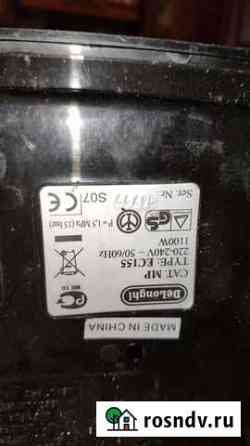 MADE IN CHINA
DeLonghi
CAT. MP
TYPE: EC155
220-240V~ 50/60Hz
1100W
P = 1,5 MPa (15 bar)
CE
S07
Ser. Nr.
rosndv.ru